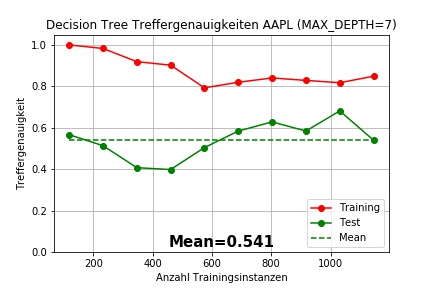 Decision Tree Treffergenauigkeiten AAPL (MAX_DEPTH=7)
1.0
0.8
0.6
0.4
0.2
0.0
Treffergenauigkeit
Training
Test
Mean
Mean=0.541
200 400 600 800 1000
Anzahl Trainingsinstanzen